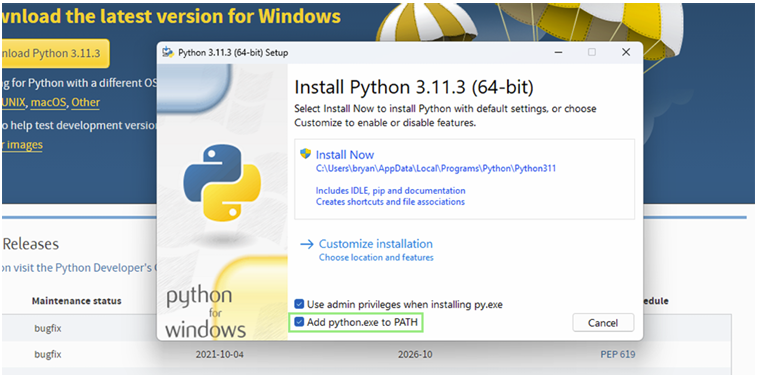 wnload the latest version for Windows
nload Python 3.11.3
ng for Python with a different OS
UNIX, macOS, Other
to help test development version
r images
Python 3.11.3 (64-bit) Setup
Install Python 3.11.3 (64-bit)
Select Install Now to install Python with default settings, or choose
Customize to enable or disable features.
Install Now
C:\Users\bryan\AppData\Local\Programs\Python\Python311
Includes IDLE, pip and documentation
Creates shortcuts and file associations
Customize installation
Choose location and features
python
for
windows
Use admin privileges when installing py.exe
Add python.exe to PATH
Cancel
Releases
on visit the Python Developer's
Maintenance status
edule
bugfix
bugfix 2021-10-04 2026-10 PEP 619